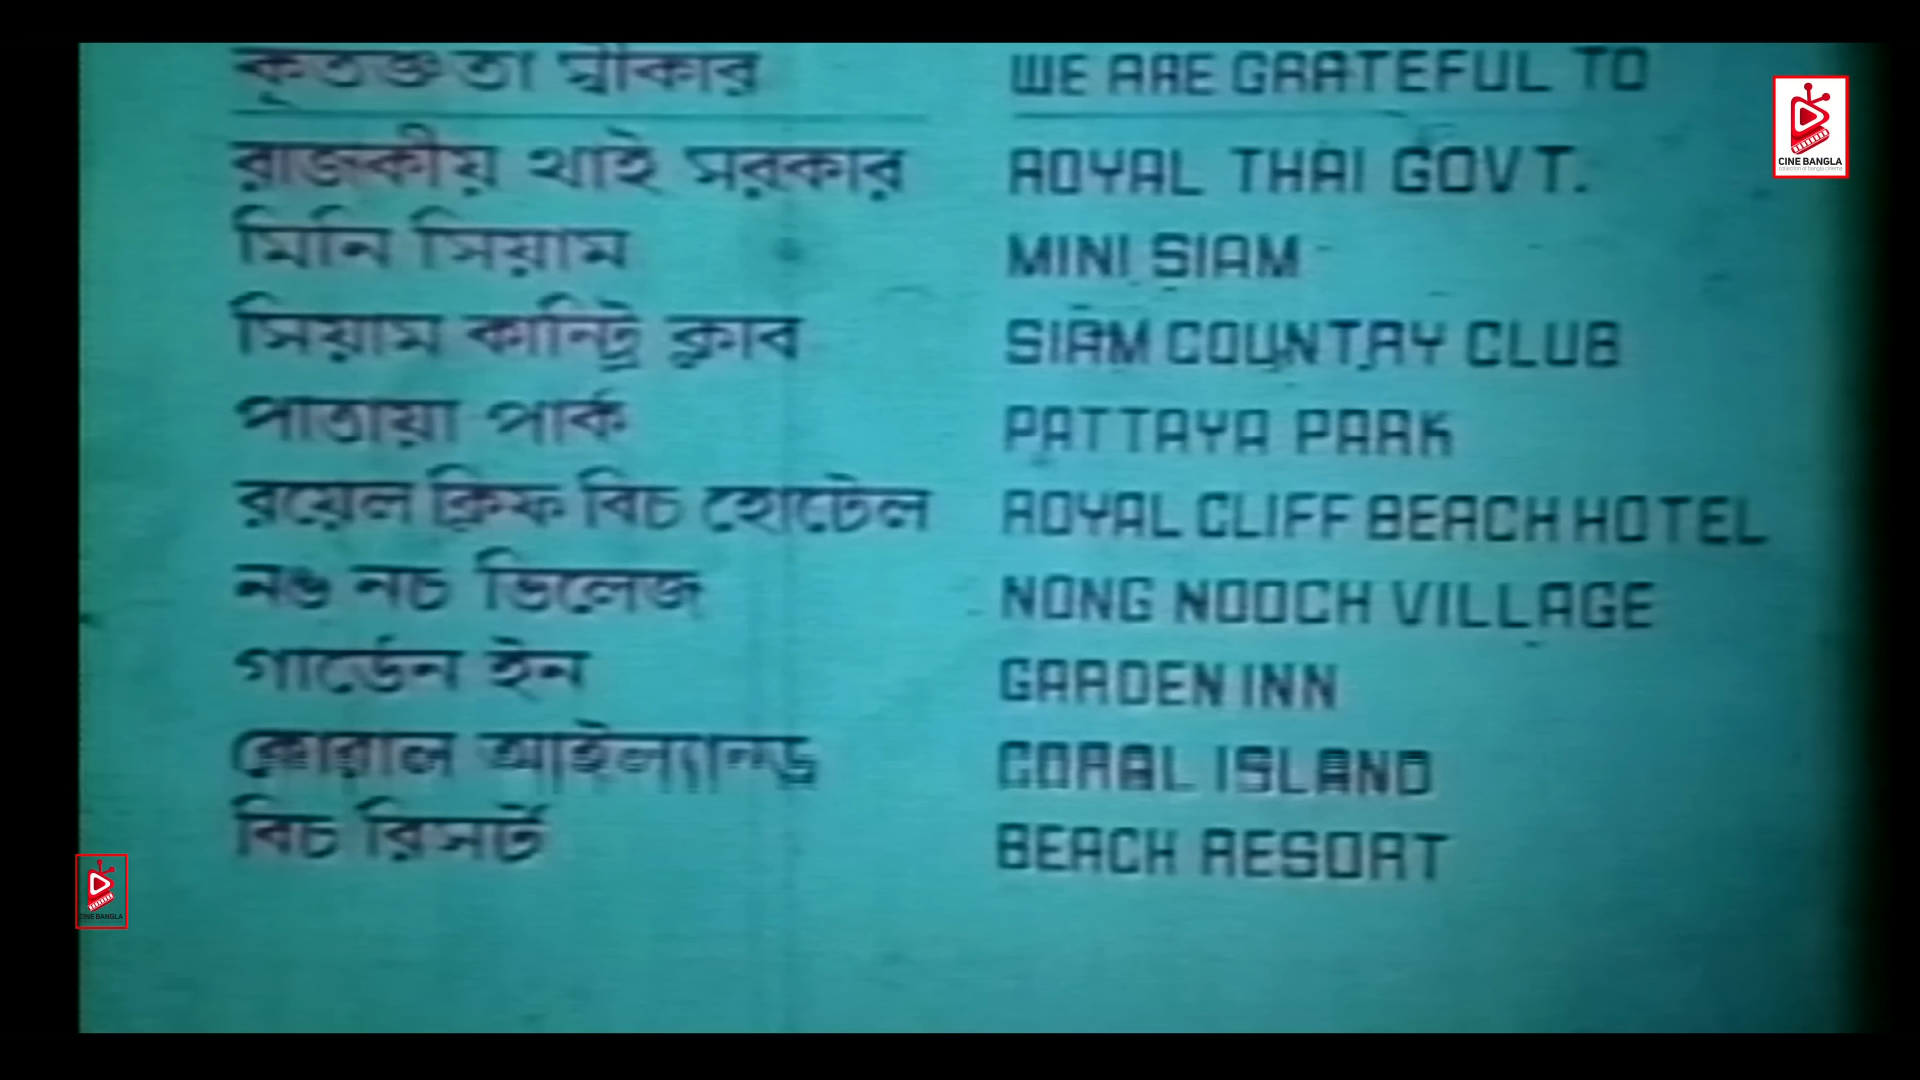 কৃতজ্ঞতা স্বীকার WE ARE GRATEFUL TO
রাজকীয় থাই সরকার ROYAL THAI GOVT.
মিনি সিয়াম MINI SIAM
সিয়াম কান্ট্রি ক্লাব SIAM COUNTRY CLUB
পাতায়া পার্ক PATTAYA PARK
রয়েল ক্লিফ বিচ হোটেল ROYAL CLIFF BEACH HOTEL
নঙ নচ ভিলেজ NONG NOOCH VILLAGE
গার্ডেন ইন GARDEN INN
কোরাল আইল্যান্ড CORAL ISLAND
বিচ রিসর্ট BEACH RESORT
CINE BANGLA
CINE BANGLA